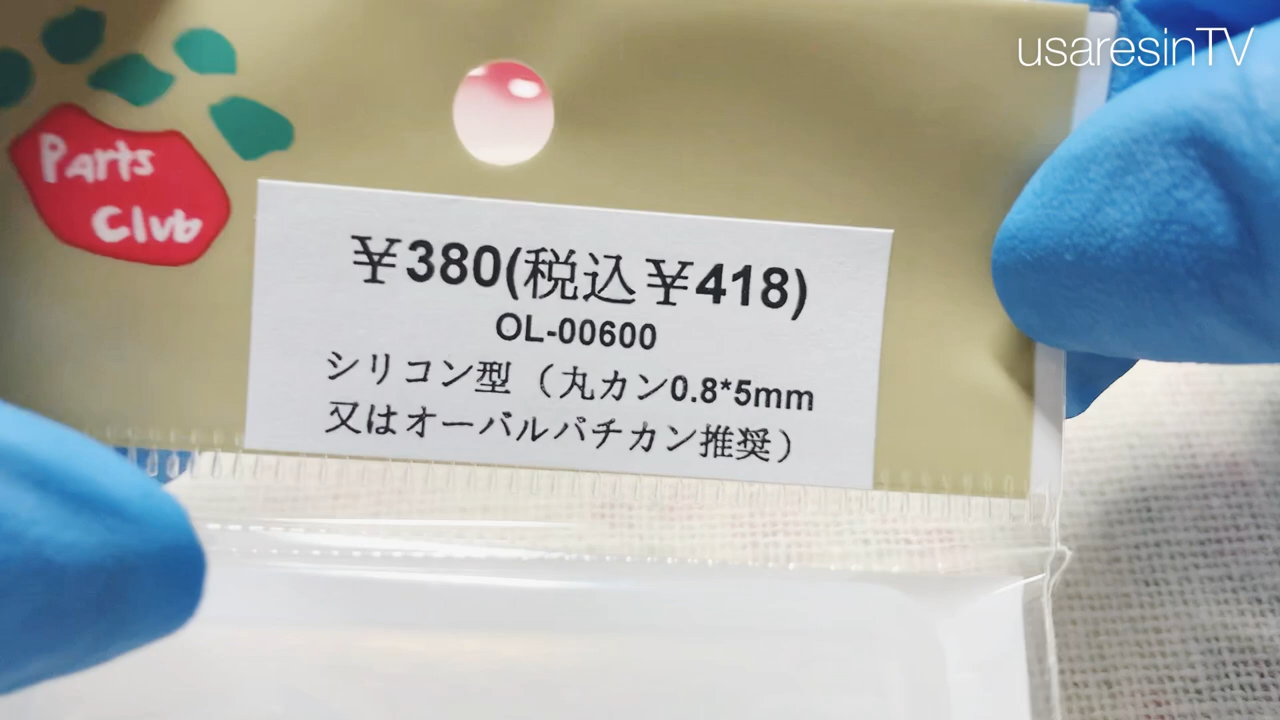 usaresinTV
Parts
Club
￥380(税込￥418)
OL-00600
シリコン型（丸カン0.8*5mm
又はオーバルバチカン推奨）